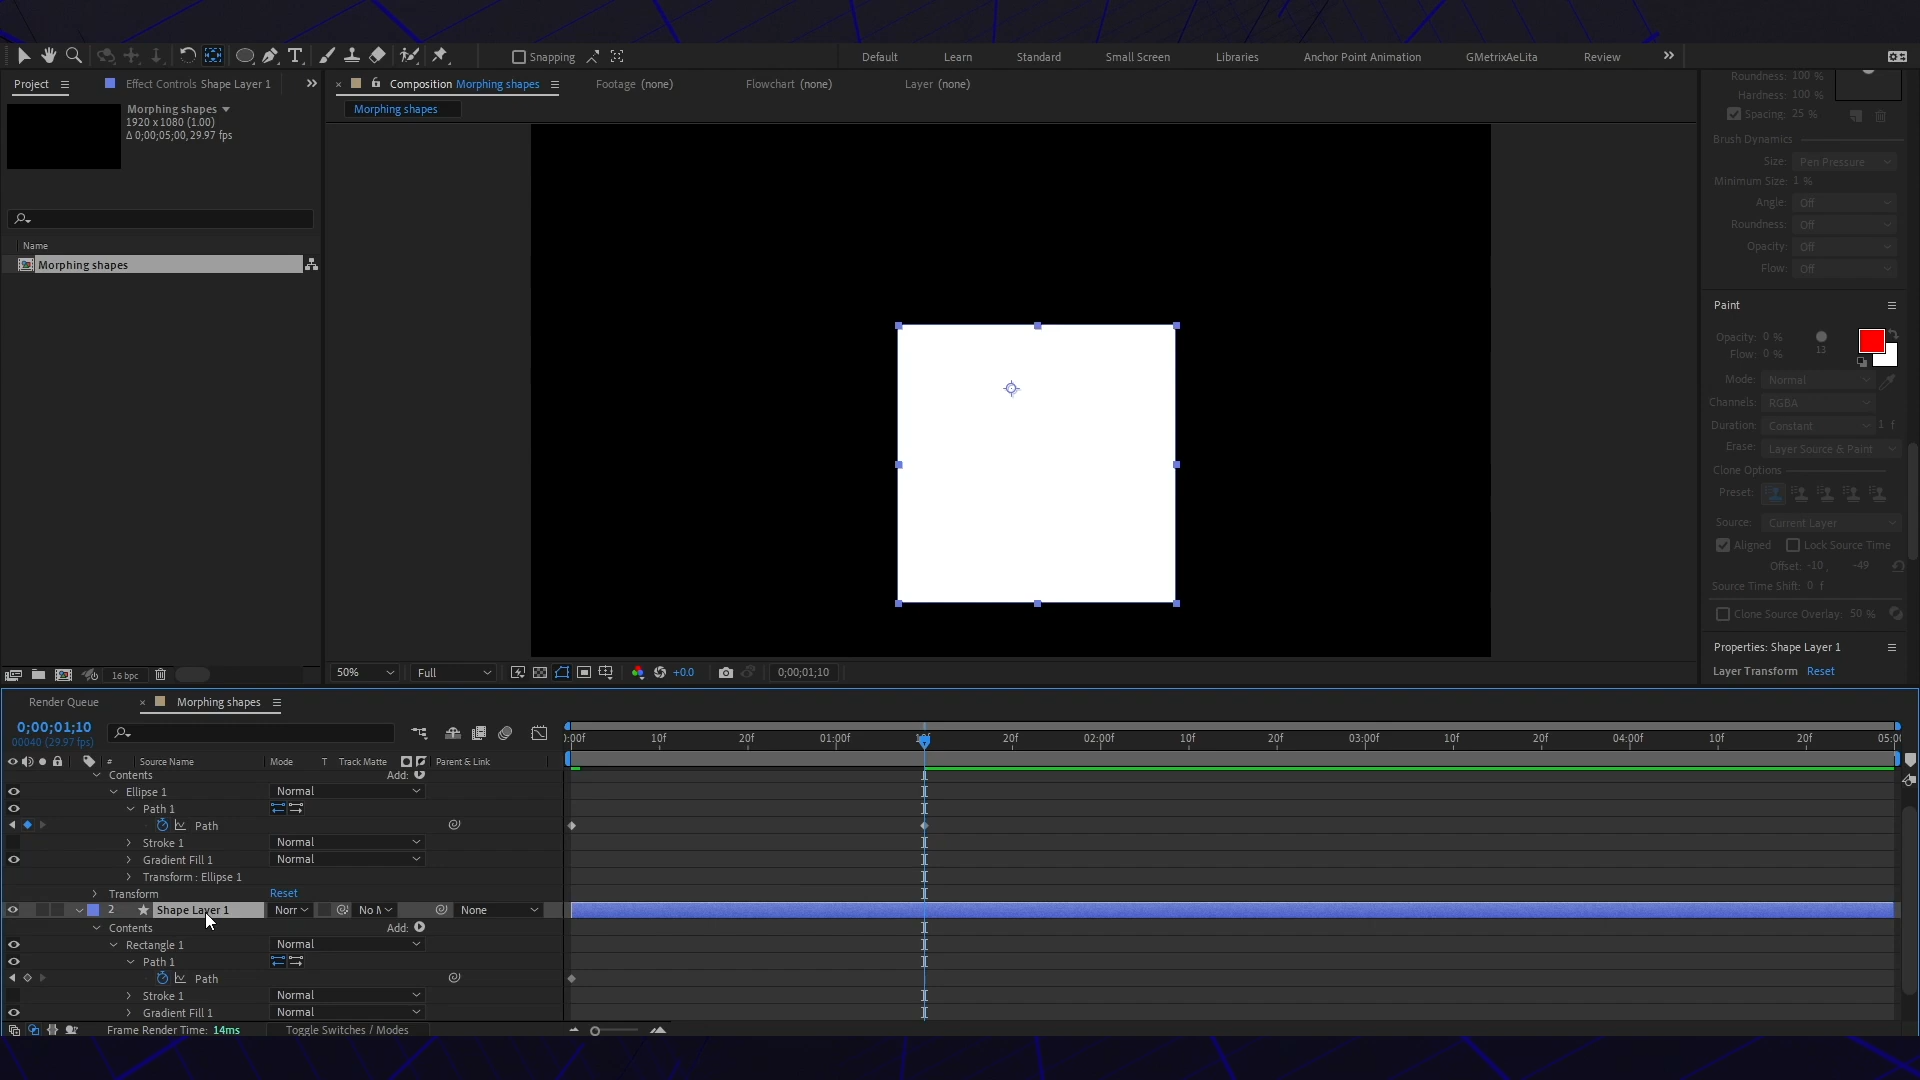 Snapping
Default
Learn
Standard
Small Screen
Libraries
Anchor Point Animation
GMetrixAeLita
Review
Project
Effect Controls Shape Layer 1
Composition Morphing shapes
Footage (none)
Flowchart (none)
Layer (none)
Morphing shapes
1920 x 1080 (1.00)
Δ 0;00;05;00, 29.97 fps
Morphing shapes
Name
Morphing shapes
16 bpc
50%
Full
+0.0
0;00;01;10
Roundness: 100 %
Hardness: 100 %
Spacing: 25 %
Brush Dynamics
Size: Pen Pressure
Minimum Size: 1 %
Angle: Off
Roundness: Off
Opacity: Off
Flow: Off
Paint
Opacity: 0 %
Flow: 0 %
13
Mode: Normal
Channels: RGBA
Duration: Constant 1 f
Erase: Layer Source & Paint
Clone Options
Preset:
Source: Current Layer
Aligned Lock Source Time
Offset: -10 , -49
Source Time Shift: 0 f
Clone Source Overlay: 50 %
Properties: Shape Layer 1
Layer Transform Reset
Render Queue
Morphing shapes
0;00;01;10
00040 (29.97 fps)
):00f 10f 20f 01:00f 20f 02:00f 10f 20f 03:00f 10f 20f 04:00f 10f 20f 05:0
# Source Name Mode T Track Matte Parent & Link
Contents Add:
Ellipse 1 Normal
Path 1
Path
Stroke 1 Normal
Gradient Fill 1 Normal
Transform : Ellipse 1
Transform Reset
2 Shape Layer 1 Norr No M None
Contents Add:
Rectangle 1 Normal
Path 1
Path
Stroke 1 Normal
Gradient Fill 1 Normal
Frame Render Time: 14ms
Toggle Switches / Modes